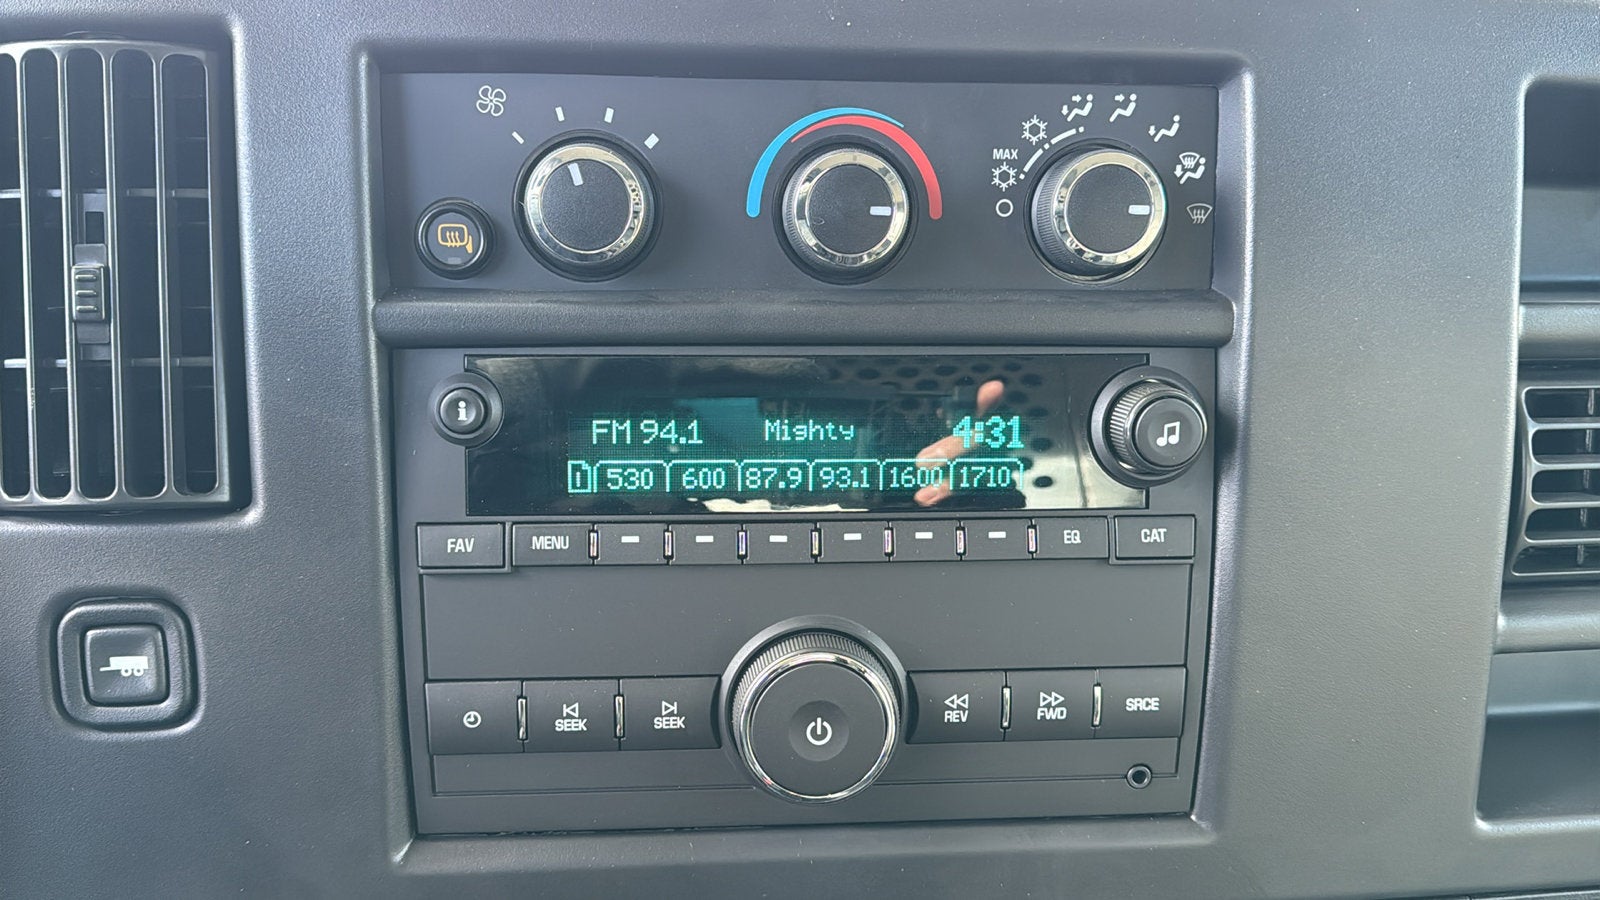 MAX
i
FM 94.1 Mighty 4:31
1 530 600 87.9 93.1 1600 1710
FAV MENU EQ CAT
SEEK SEEK REV FWD SRCE